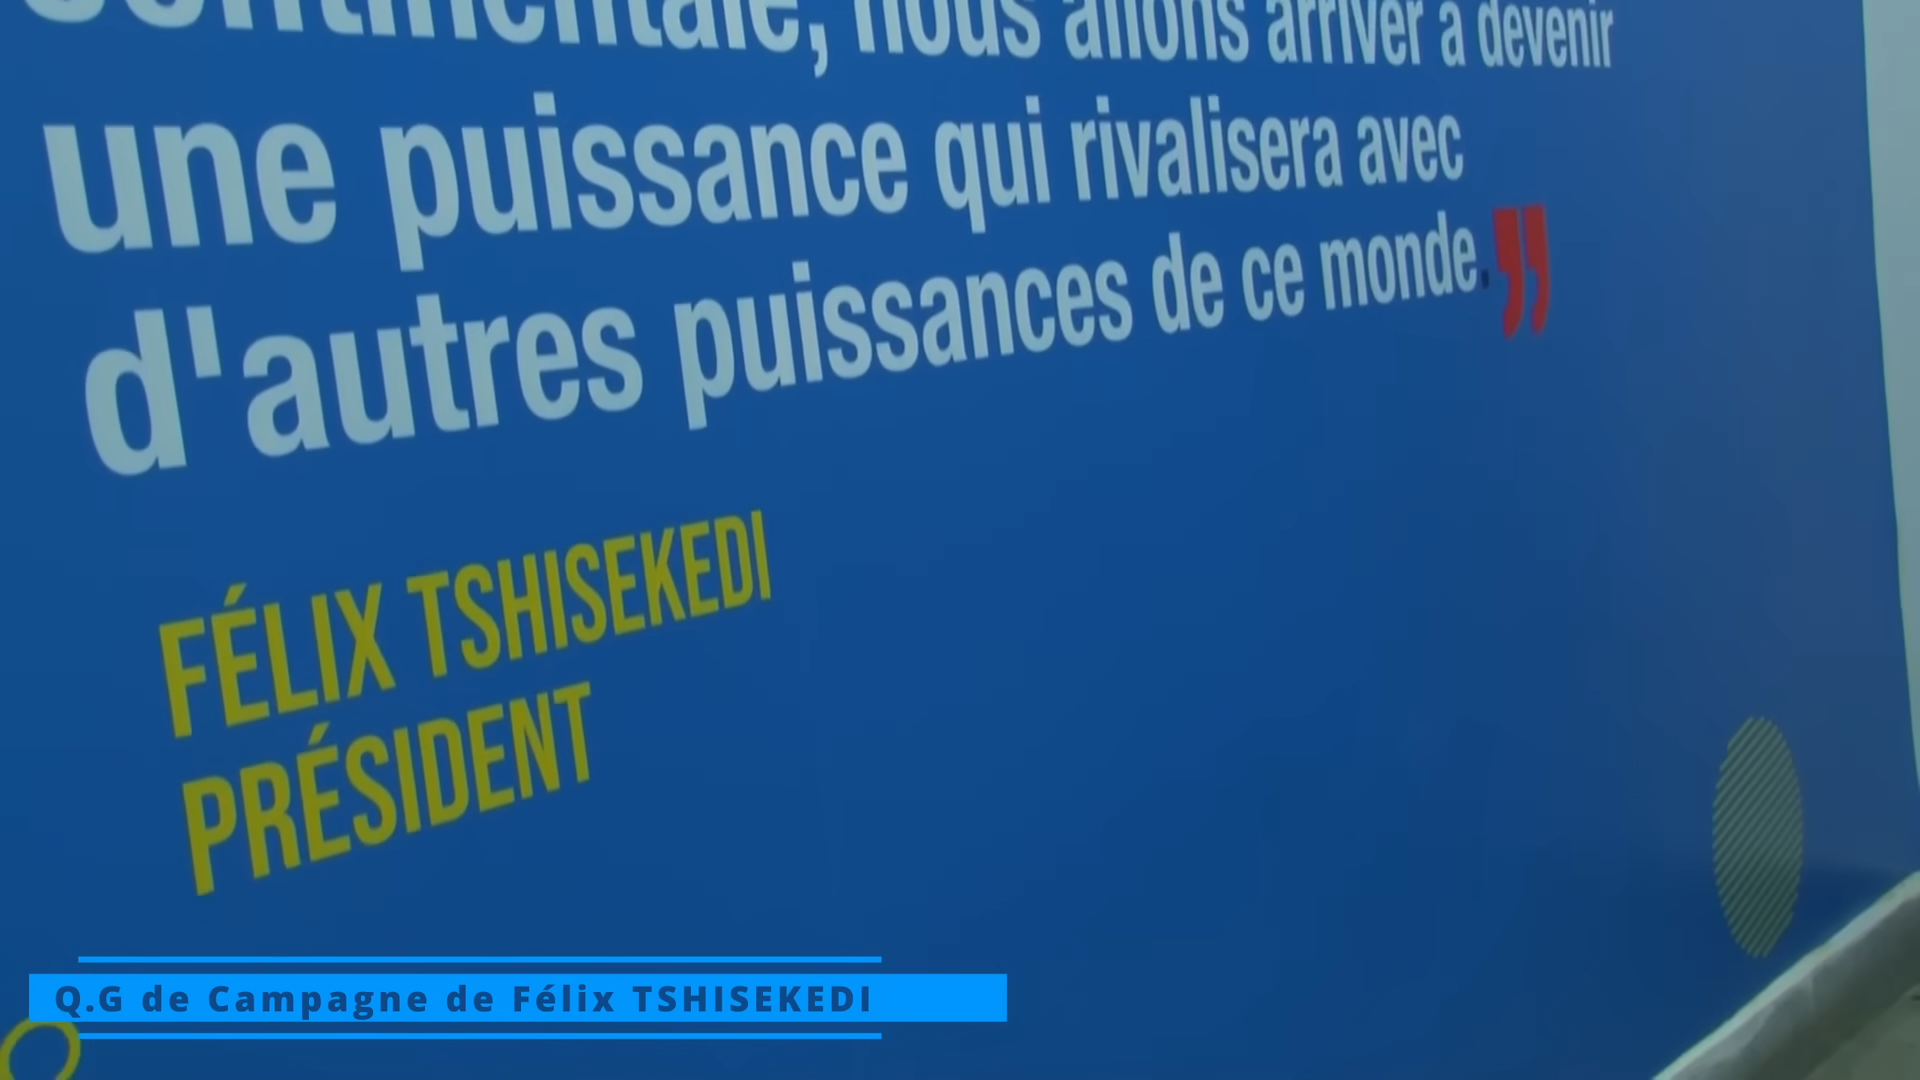 continentale, nous allons arriver à devenir
une puissance qui rivalisera avec
d'autres puissances de ce monde.”
FÉLIX TSHISEKEDI
PRÉSIDENT
Q.G de Campagne de Félix TSHISEKEDI